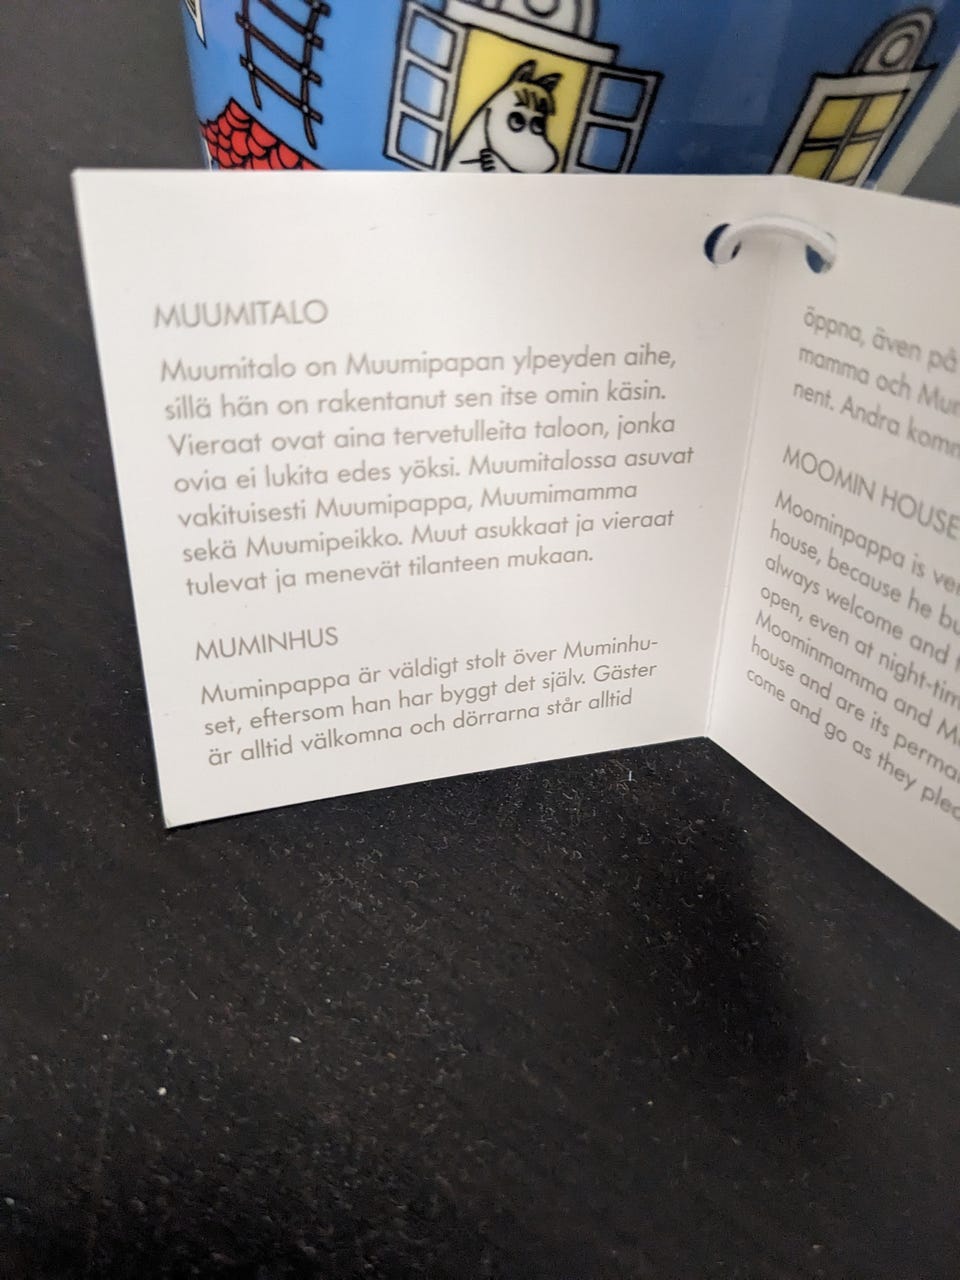 MUUMITALO
Muumitalo on Muumipapan ylpeyden aihe,
sillä hän on rakentanut sen itse omin käsin.
Vieraat ovat aina tervetulleita taloon, jonka
ovia ei lukita edes yöksi. Muumitalossa asuvat
vakituisesti Muumipappa, Muumimamma
sekä Muumipeikko. Muut asukkaat ja vieraat
tulevat ja menevät tilanteen mukaan.
MUMINHUS
Muminpappa är väldigt stolt över Muminhu-
set, eftersom han har byggt det själv. Gäster
är alltid välkomna och dörrarna står alltid
öppna, även på
mamma och
nent. Andra
MOOMIN HOUSE
Moominpappa is
house, because he
always welcome and
open, even at
Moominmamma and
house and are its
come and go as they